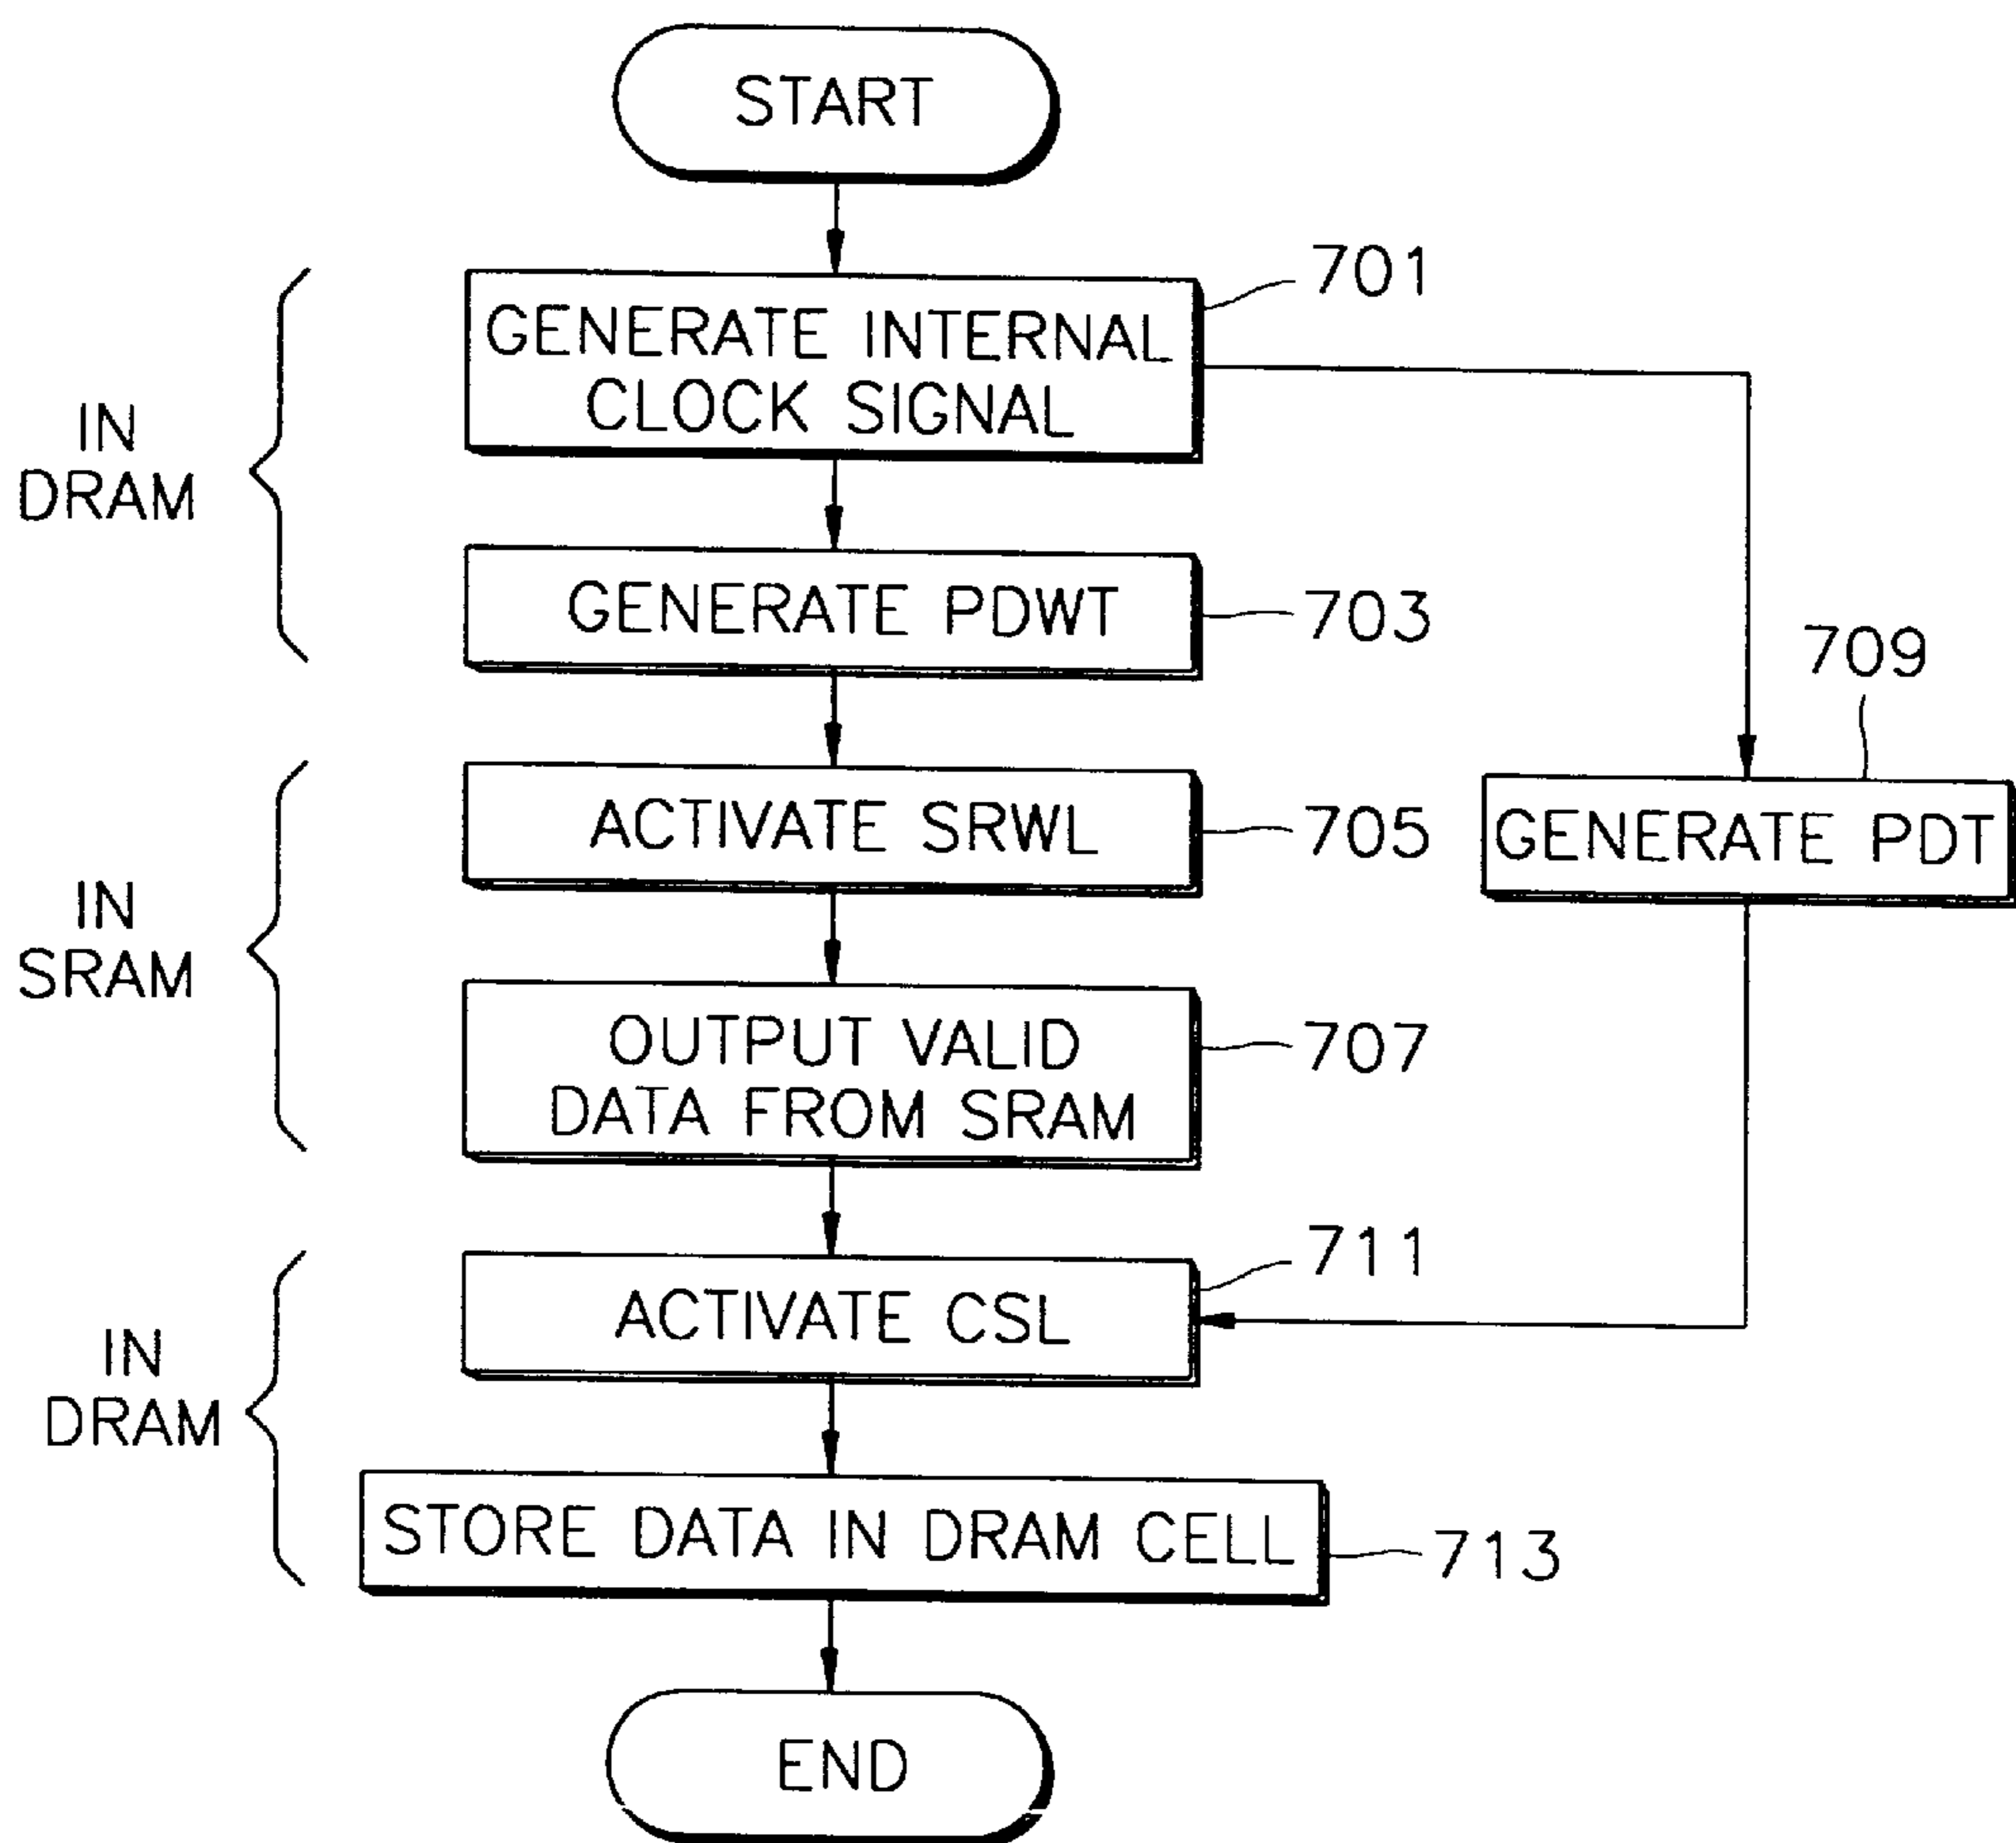 START
701
GENERATE INTERNAL
CLOCK SIGNAL
IN
DRAM
GENERATE PDWT
703
709
ACTIVATE SRWL
705
GENERATE PDT
IN
SRAM
OUTPUT VALID
DATA FROM SRAM
707
711
ACTIVATE CSL
IN
DRAM
STORE DATA IN DRAM CELL
713
END